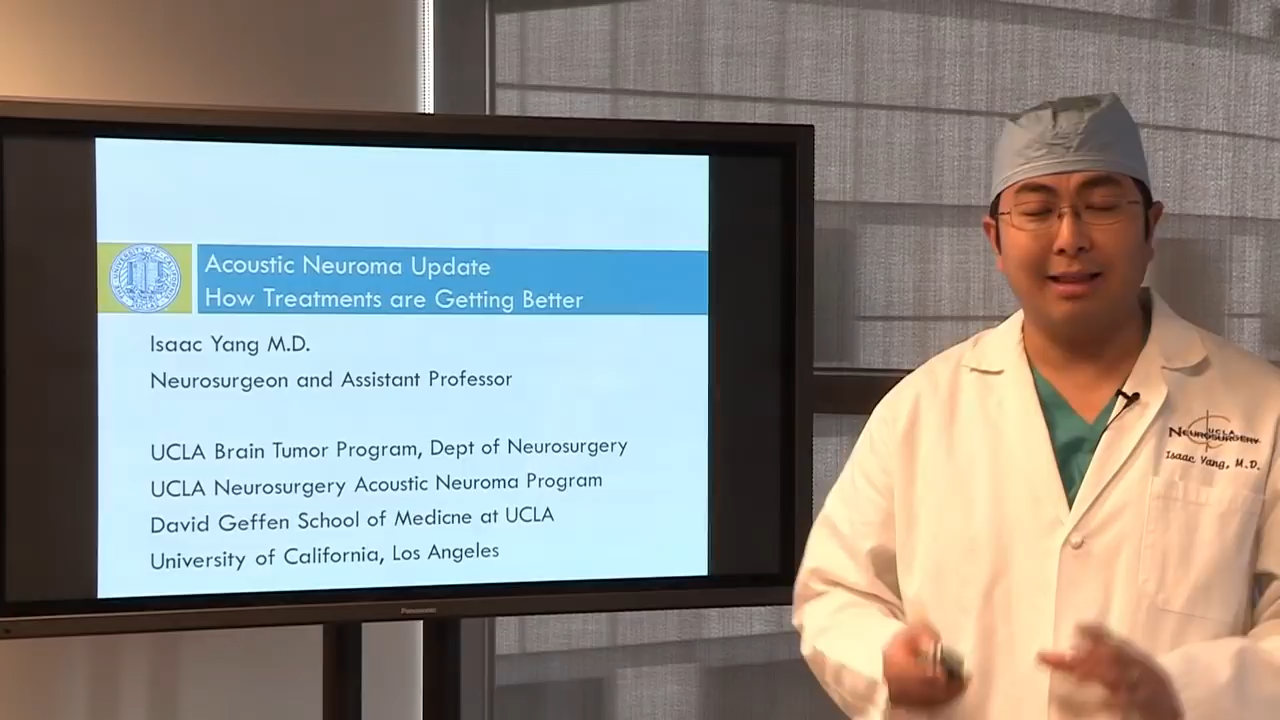 Acoustic Neuroma Update
How Treatments are Getting Better
Isaac Yang M.D.
Neurosurgeon and Assistant Professor
UCLA Brain Tumor Program, Dept of Neurosurgery
UCLA Neurosurgery Acoustic Neuroma Program
David Geffen School of Medicne at UCLA
University of California, Los Angeles
Panasonic
UCLA
NEUROSURGERY
Isaac Yang, M.D.